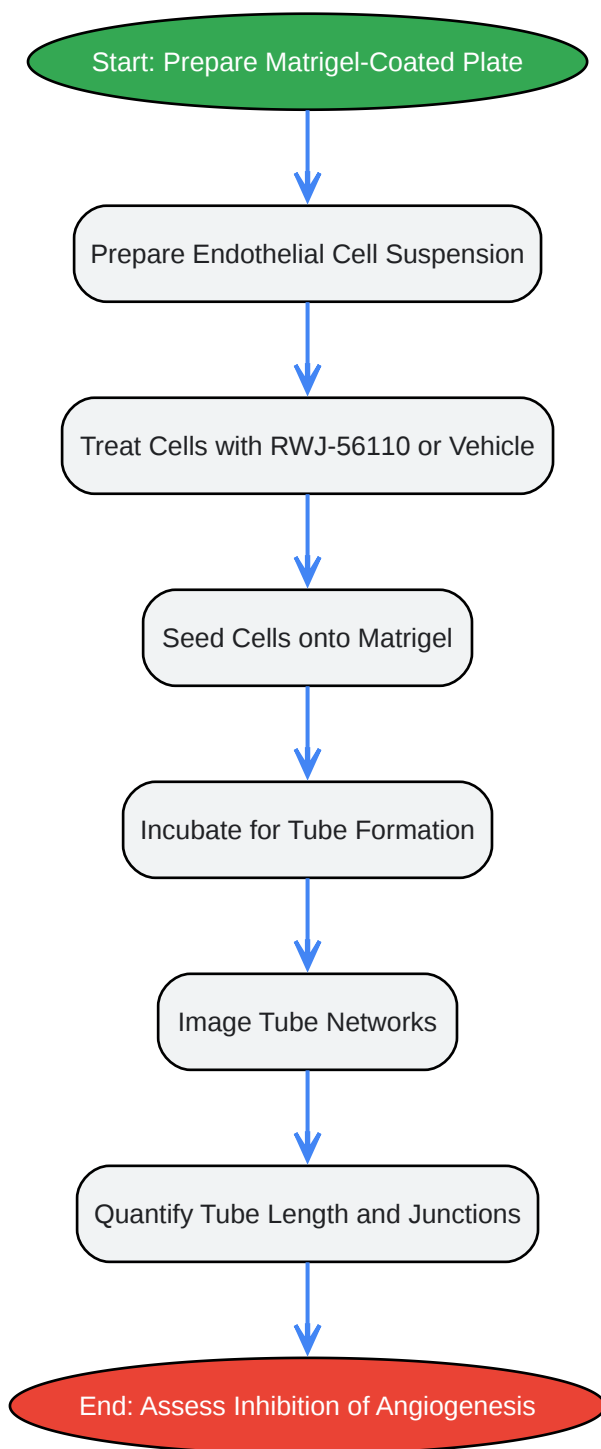 Start: Prepare Matrigel-Coated Plate
Prepare Endothelial Cell Suspension
Treat Cells with RWJ-56110 or Vehicle
Seed Cells onto Matrigel
Incubate for Tube Formation
Image Tube Networks
Quantify Tube Length and Junctions
End: Assess Inhibition of Angiogenesis